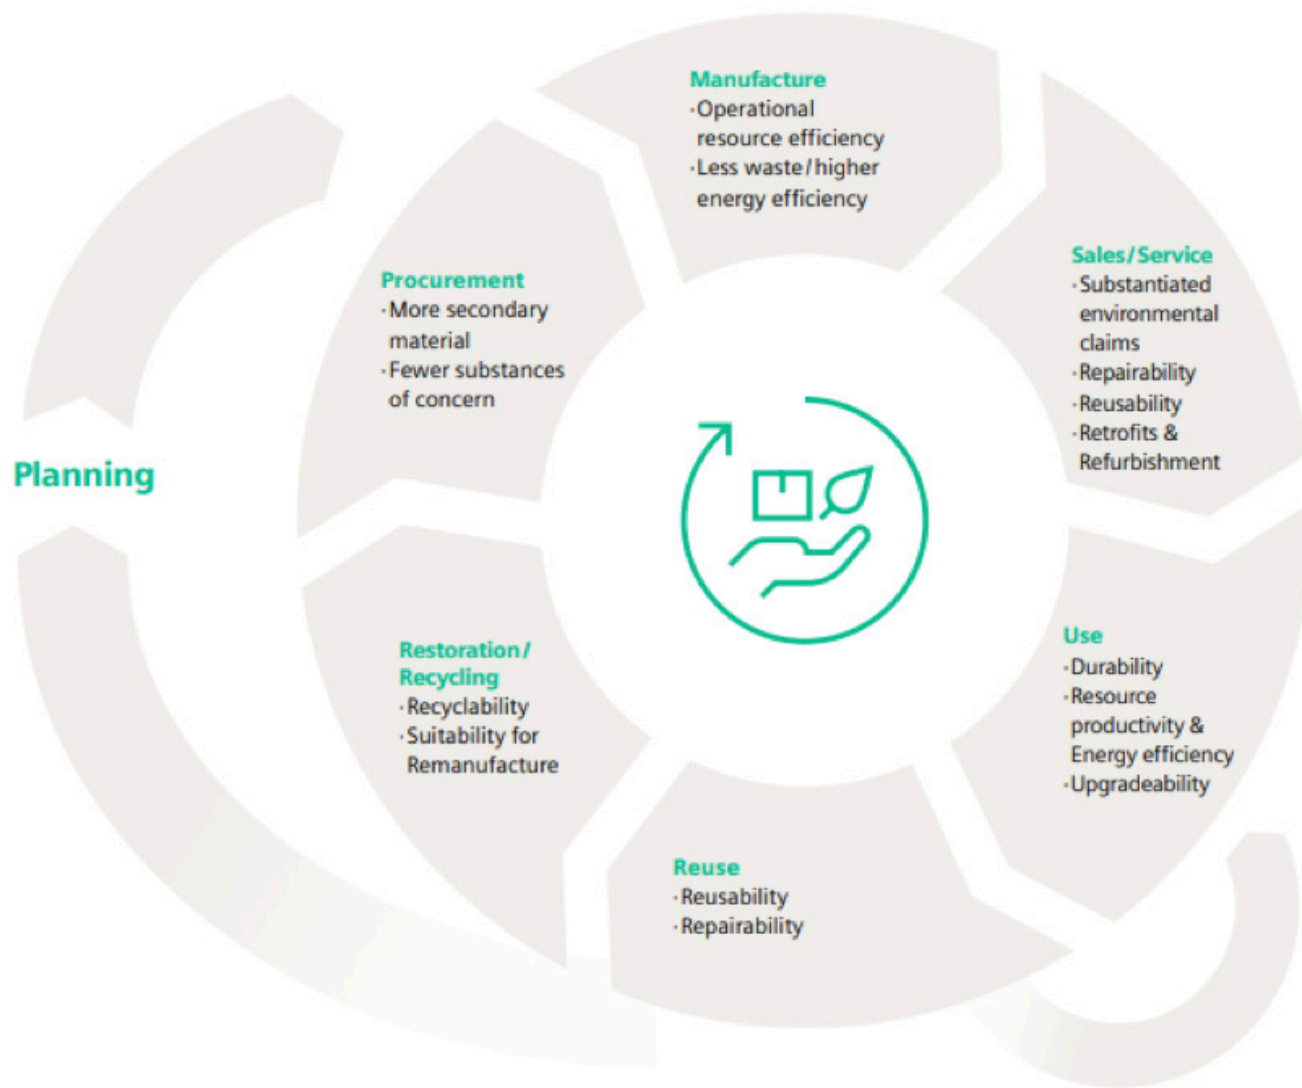 Manufacture
·Operational
resource efficiency
·Less waste/higher
energy efficiency
Sales/Service
·Substantiated
environmental
claims
·Repairability
·Reusability
·Retrofits &
Refurbishment
Procurement
·More secondary
material
·Fewer substances
of concern
Planning
Use
·Durability
·Resource
productivity &
Energy efficiency
·Upgradeability
Restoration/
Recycling
·Recyclability
·Suitability for
Remanufacture
Reuse
·Reusability
·Repairability